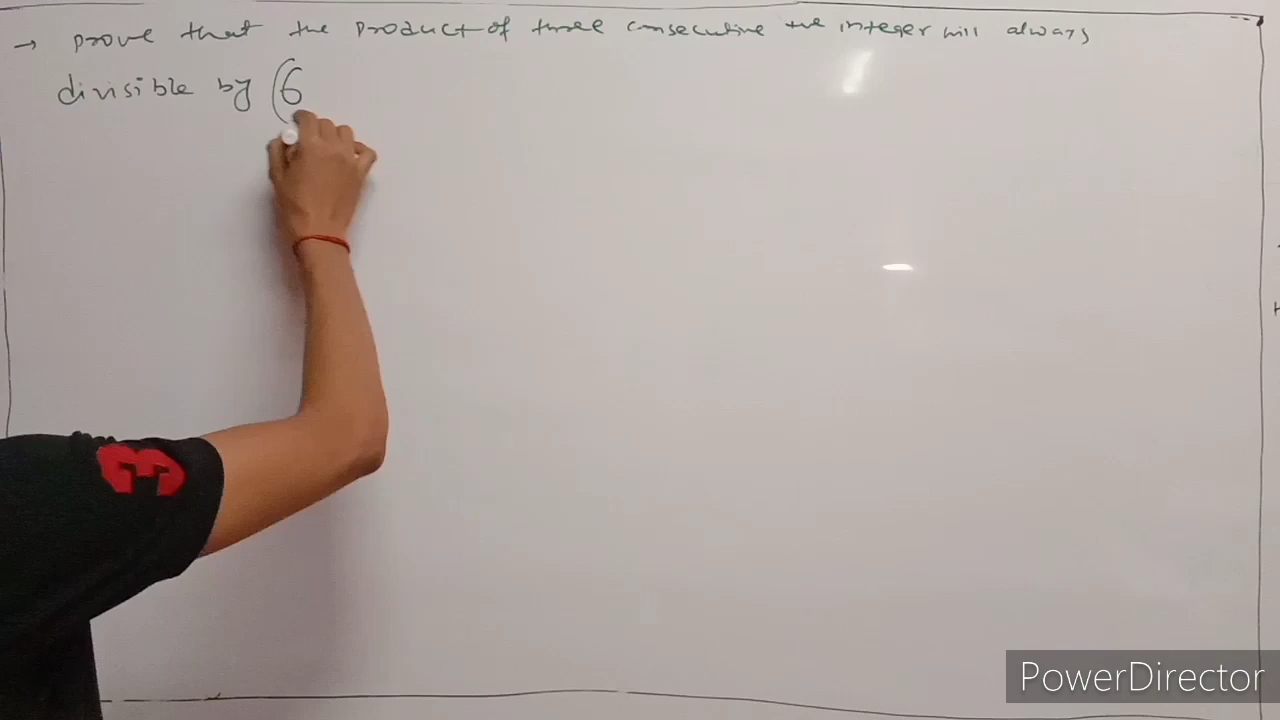 → prove that the product of three consecutive +ve integer will always
divisible by (6
PowerDirector